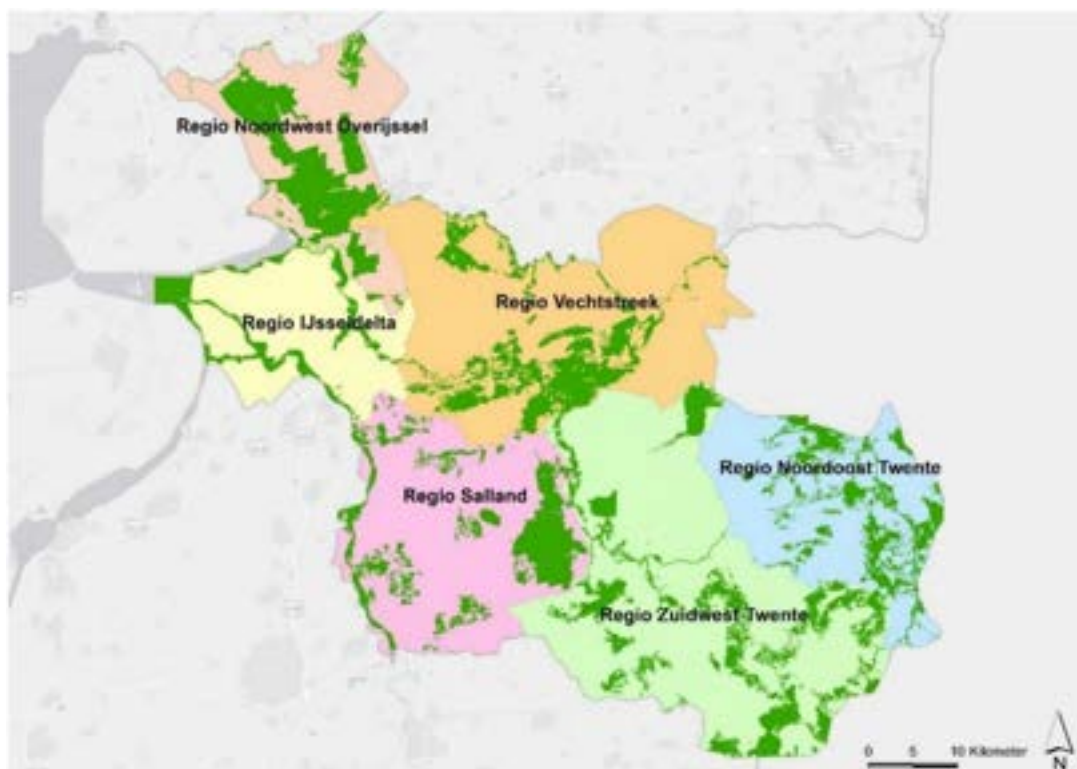 Regio Noordwest Overijssel
Regio Vechtstreek
Regio IJsseldelta
Regio Noordoost Twente
Regio Salland
Regio Zuidwest Twente
0 5 10 Kilometer
N